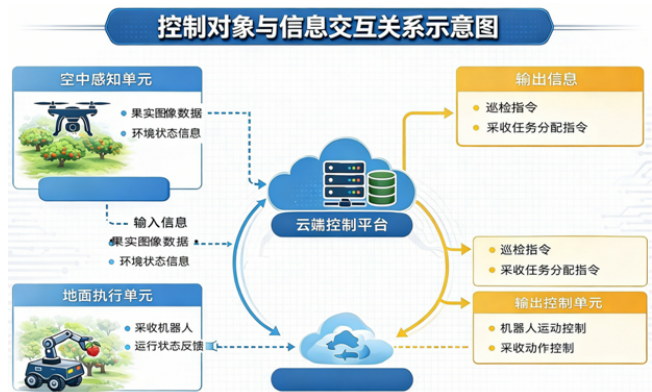 控制对象与信息交互关系示意图
空中感知单元
果实图像数据
环境状态信息
输入信息
果实图像数据
环境状态信息
地面执行单元
采收机器人
运行状态反馈
云端控制平台
输出信息
巡检指令
采收任务分配指令
巡检指令
采收任务分配指令
输出控制单元
机器人运动控制
采收动作控制